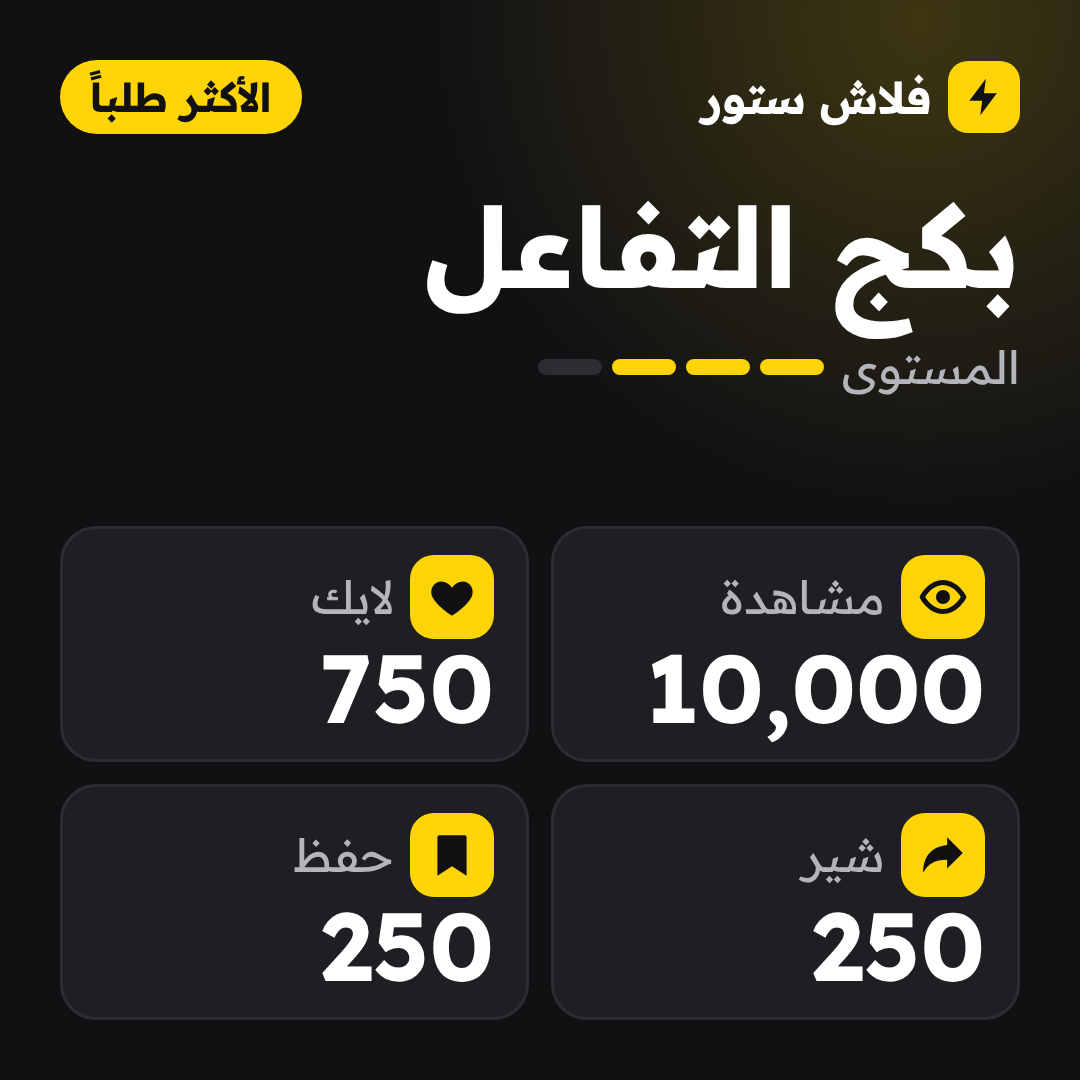 فلاش ستور
الأكثر طلباً
بكج التفاعل
المستوى
مشاهدة
10,000
لايك
750
شير
250
حفظ
250